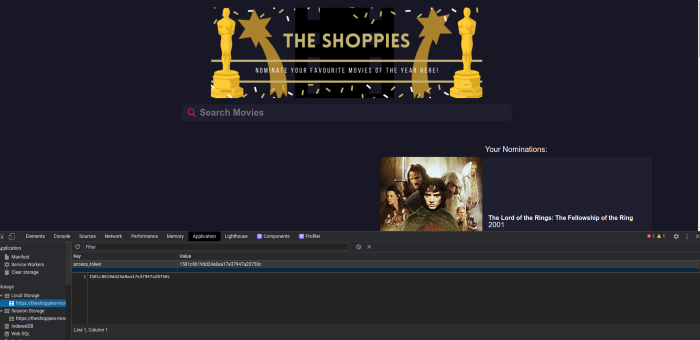 THE SHOPPIES
NOMINATE YOUR FAVOURITE MOVIES OF THE YEAR HERE!
Search Movies
Your Nominations:
The Lord of the Rings: The Fellowship of the Ring
2001
Elements Console Sources Network Performance Memory Application Lighthouse Components Profiler 1 1
Application
Filter
Manifest
Key Value
Service Workers
access_token
Clear storage
1
Storage
Local Storage
https://theshoppies-mov
Session Storage
https://theshoppies-mov
IndexedDB
Web SQL
Line 1, Column 1